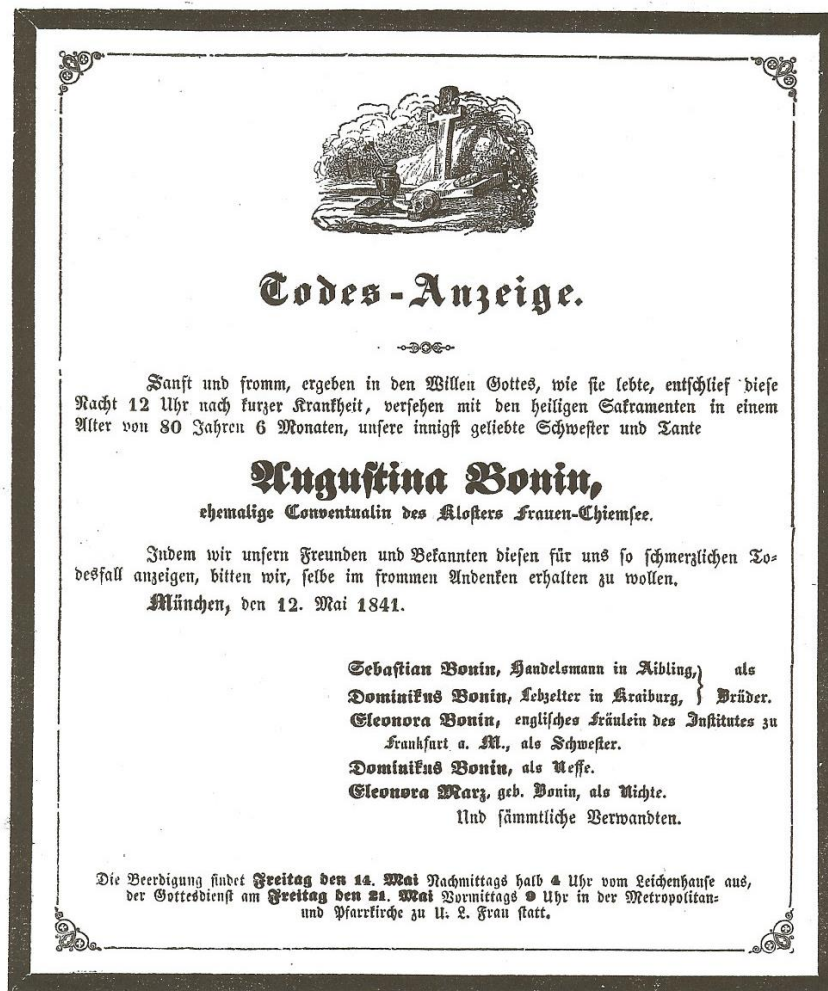 Todes-Anzeige.
Sanft und fromm, ergeben in den Willen Gottes, wie sie lebte, entschlief diese
Nacht 12 Uhr nach kurzer Krankheit, versehen mit den heiligen Sakramenten in einem
Alter von 80 Jahren 6 Monaten, unsere innigst geliebte Schwester und Tante
Augustina Bonin,
ehemalige Conventualin des Klosters Frauen-Chiemsee.
Indem wir unsern Freunden und Bekannten diesen für uns so schmerzlichen To-
desfall anzeigen, bitten wir, selbe im frommen Andenken erhalten zu wollen.
München, den 12. Mai 1841.
Sebastian Bonin, Handelsmann in Aibling, } als
Dominikus Bonin, Lebzelter in Kraiburg, } Brüder.
Eleonora Bonin, englisches Fräulein des Institutes zu
Frankfurt a. M., als Schwester.
Dominikus Bonin, als Neffe.
Eleonora Marz, geb. Bonin, als Nichte.
Und sämmtliche Verwandten.
Die Beerdigung findet Freitag den 14. Mai Nachmittags halb 4 Uhr vom Leichenhause aus,
der Gottesdienst am Freitag den 21. Mai Vormittags 9 Uhr in der Metropolitan-
und Pfarrkirche zu U. L. Frau statt.